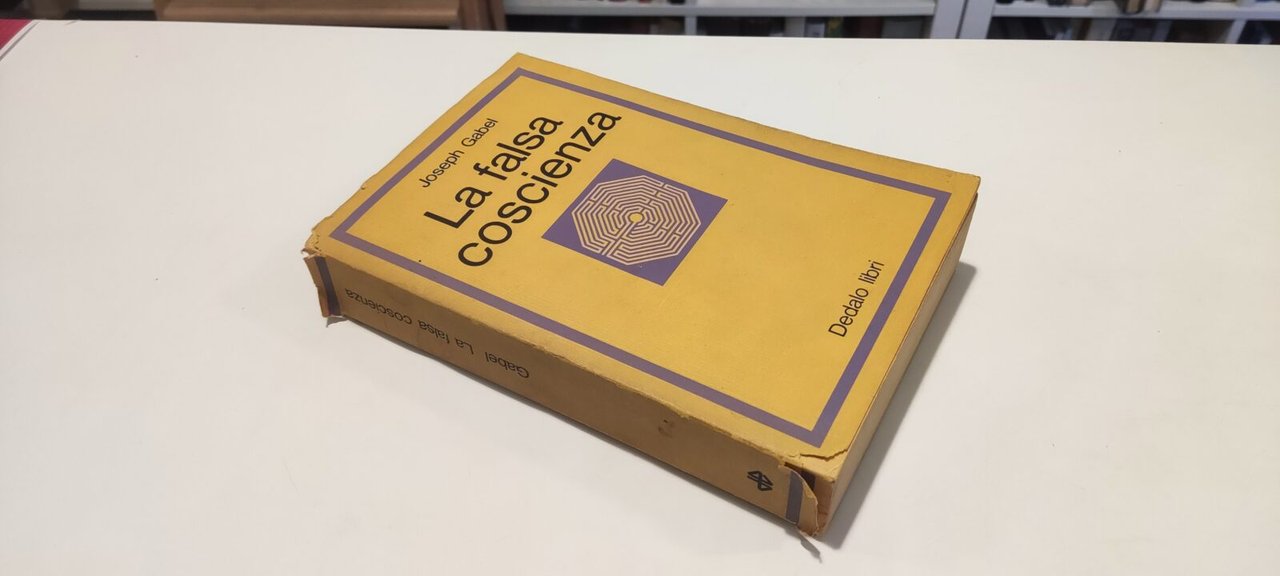 Joseph Gabel
La falsa
coscienza
Dedalo libri
Gabel La falsa coscienza